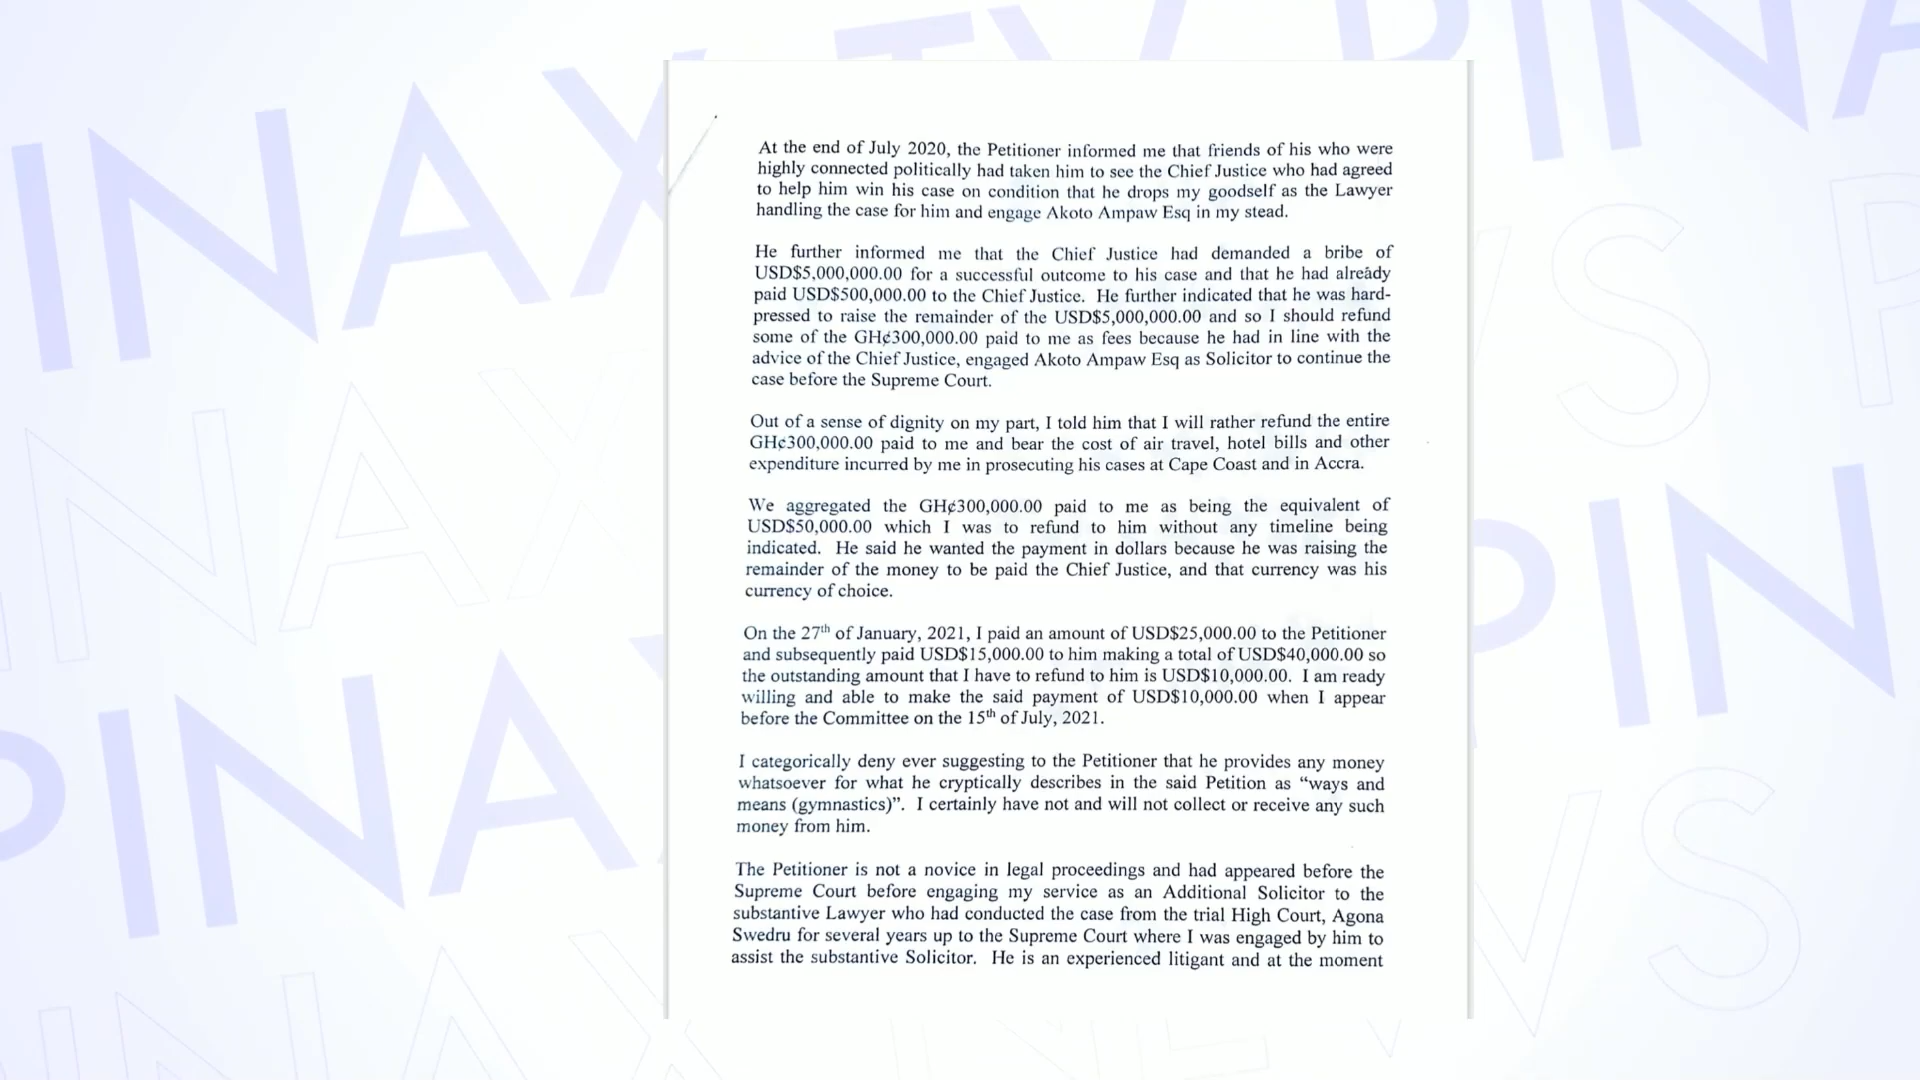 PINAX TV PINAX
At the end of July 2020, the Petitioner informed me that friends of his who were
highly connected politically had taken him to see the Chief Justice who had agreed
to help him win his case on condition that he drops my goodself as the Lawyer
handling the case for him and engage Akoto Ampaw Esq in my stead.
He further informed me that the Chief Justice had demanded a bribe of
USD$5,000,000.00 for a successful outcome to his case and that he had already
paid USD$500,000.00 to the Chief Justice. He further indicated that he was hard-
pressed to raise the remainder of the USD$5,000,000.00 and so I should refund
some of the GH¢300,000.00 paid to me as fees because he had in line with the
advice of the Chief Justice, engaged Akoto Ampaw Esq as Solicitor to continue the
case before the Supreme Court.
Out of a sense of dignity on my part, I told him that I will rather refund the entire
GH¢300,000.00 paid to me and bear the cost of air travel, hotel bills and other
expenditure incurred by me in prosecuting his cases at Cape Coast and in Accra.
We aggregated the GH¢300,000.00 paid to me as being the equivalent of
USD$50,000.00 which I was to refund to him without any timeline being
indicated. He said he wanted the payment in dollars because he was raising the
remainder of the money to be paid the Chief Justice, and that currency was his
currency of choice.
On the 27th of January, 2021, I paid an amount of USD$25,000.00 to the Petitioner
and subsequently paid USD$15,000.00 to him making a total of USD$40,000.00 so
the outstanding amount that I have to refund to him is USD$10,000.00. I am ready
willing and able to make the said payment of USD$10,000.00 when I appear
before the Committee on the 15th of July, 2021.
I categorically deny ever suggesting to the Petitioner that he provides any money
whatsoever for what he cryptically describes in the said Petition as “ways and
means (gymnastics)”. I certainly have not and will not collect or receive any such
money from him.
The Petitioner is not a novice in legal proceedings and had appeared before the
Supreme Court before engaging my service as an Additional Solicitor to the
substantive Lawyer who had conducted the case from the trial High Court, Agona
Swedru for several years up to the Supreme Court where I was engaged by him to
assist the substantive Solicitor. He is an experienced litigant and at the moment